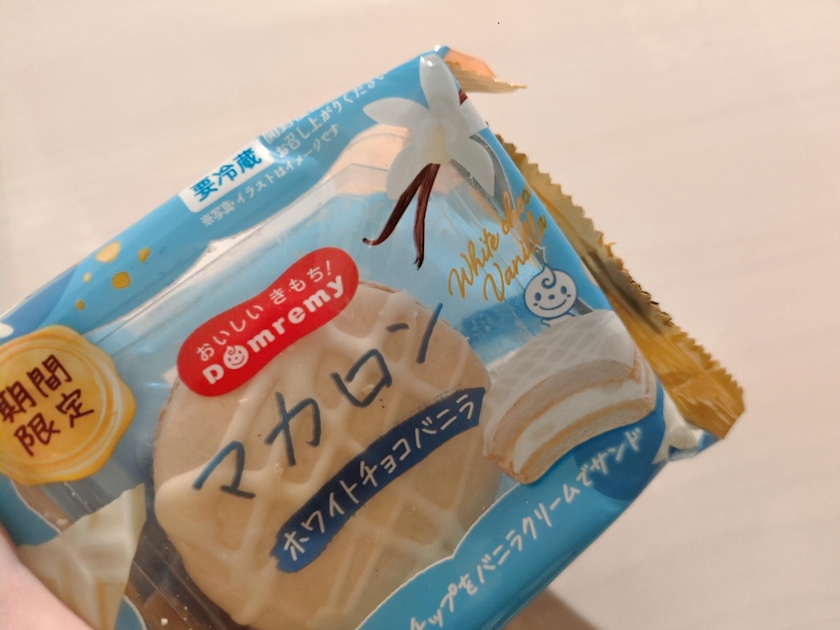 要冷蔵
お召し上がりください
※写真・イラストはイメージです
White choco
Vanilla
おいしい きもち!
Domremy
期間
限定
マカロン
ホワイトチョコバニラ
チップをバニラクリームでサンド